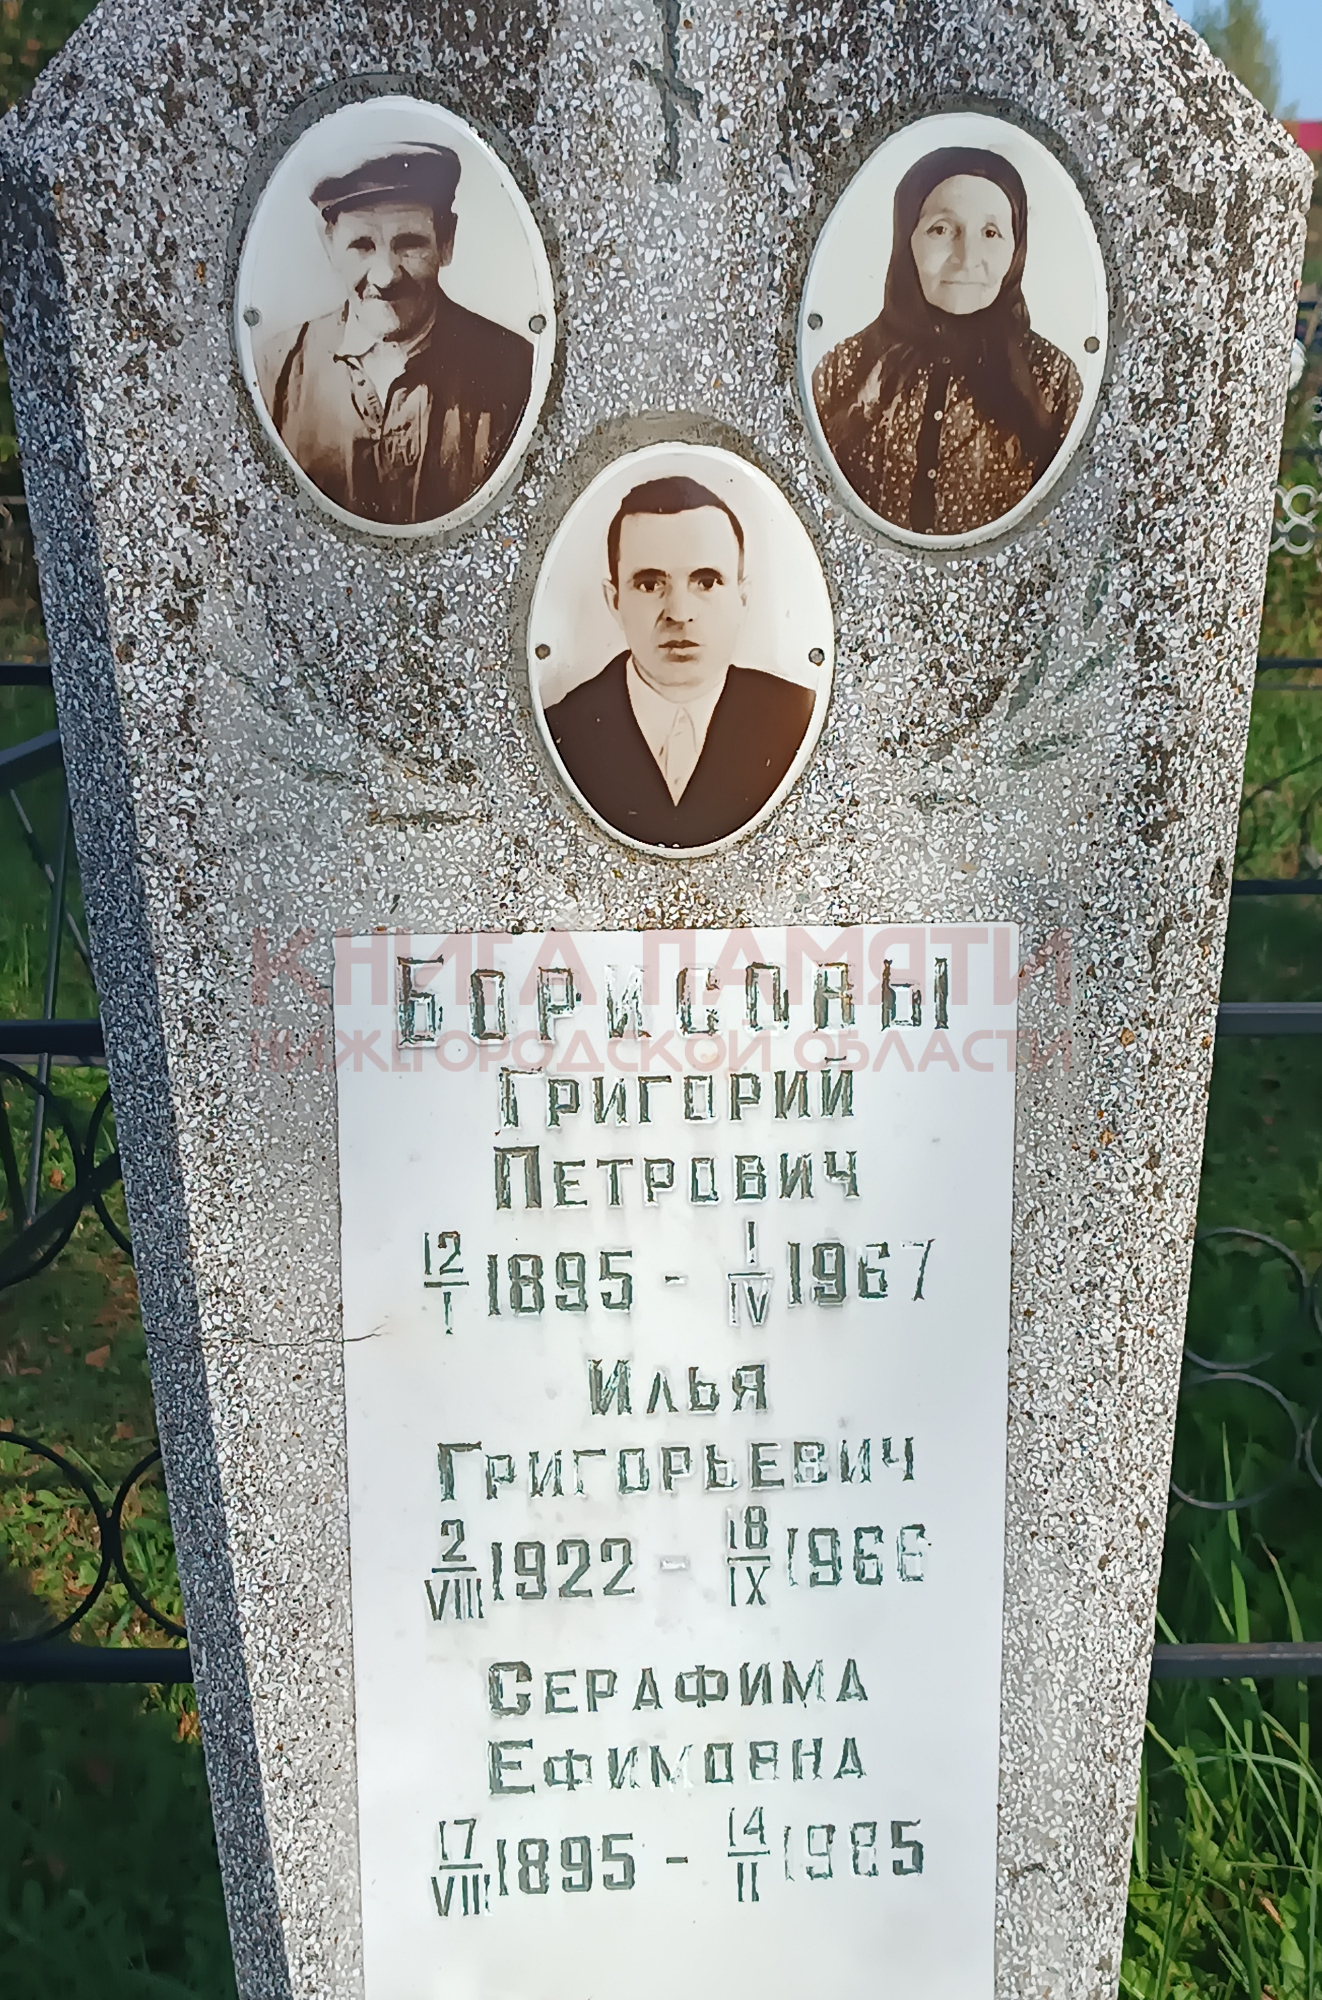 КНИГА ПАМЯТИ
НИЖЕГОРОДСКОЙ ОБЛАСТИ
БОРИСОВЫ
ГРИГОРИЙ
ПЕТРОВИЧ
12/I 1895 - 1/IV 1967
ИЛЬЯ
ГРИГОРЬЕВИЧ
2/VIII 1922 - 18/IX 1966
СЕРАФИМА
ЕФИМОВНА
17/VIII 1895 - 14/II 1985